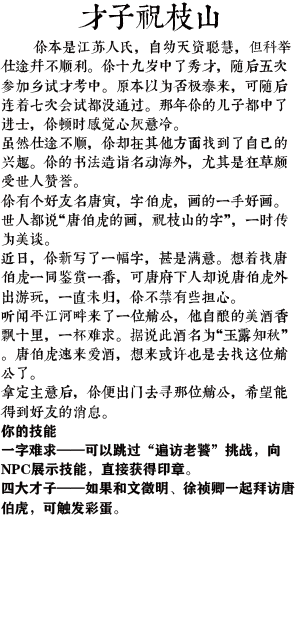 才子祝枝山
你本是江苏人氏，自幼天资聪慧，但科举
仕途并不顺利。你十九岁中了秀才，随后五次
参加乡试才考中。原本以为否极泰来，可随后
连着七次会试都没通过。那年你的儿子都中了
进士，你顿时感觉心灰意冷。
虽然仕途不顺，你却在其他方面找到了自己的
兴趣。你的书法造诣名动海外，尤其是狂草颇
受世人赞誉。
你有个好友名唐寅，字伯虎，画的一手好画。
世人都说“唐伯虎的画，祝枝山的字”，一时传
为美谈。
近日，你新写了一幅字，甚是满意。想着找唐
伯虎一同鉴赏一番，可唐府下人却说唐伯虎外
出游玩，一直未归，你不禁有些担心。
听闻平江河畔来了一位艄公，他自酿的美酒香
飘十里，一杯难求。据说此酒名为“玉露知秋”
。唐伯虎速来爱酒，想来或许也是去找这位艄
公了。
拿定主意后，你便出门去寻那位艄公，希望能
得到好友的消息。
你的技能
一字难求——可以跳过“遍访老饕”挑战，向
NPC展示技能，直接获得印章。
四大才子——如果和文徵明、徐祯卿一起拜访唐
伯虎，可触发彩蛋。